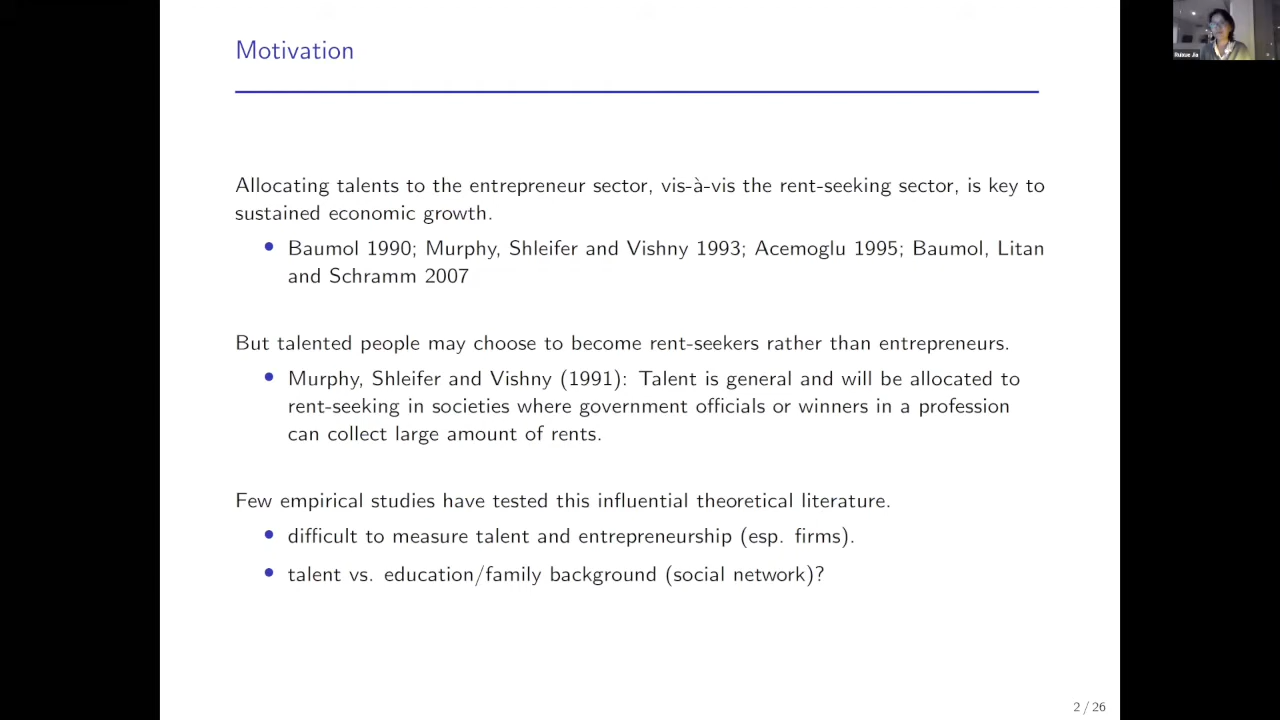 Motivation
Ruixue Jia
Allocating talents to the entrepreneur sector, vis-à-vis the rent-seeking sector, is key to
sustained economic growth.
• Baumol 1990; Murphy, Shleifer and Vishny 1993; Acemoglu 1995; Baumol, Litan
and Schramm 2007
But talented people may choose to become rent-seekers rather than entrepreneurs.
• Murphy, Shleifer and Vishny (1991): Talent is general and will be allocated to
rent-seeking in societies where government officials or winners in a profession
can collect large amount of rents.
Few empirical studies have tested this influential theoretical literature.
• difficult to measure talent and entrepreneurship (esp. firms).
• talent vs. education/family background (social network)?
2 / 26